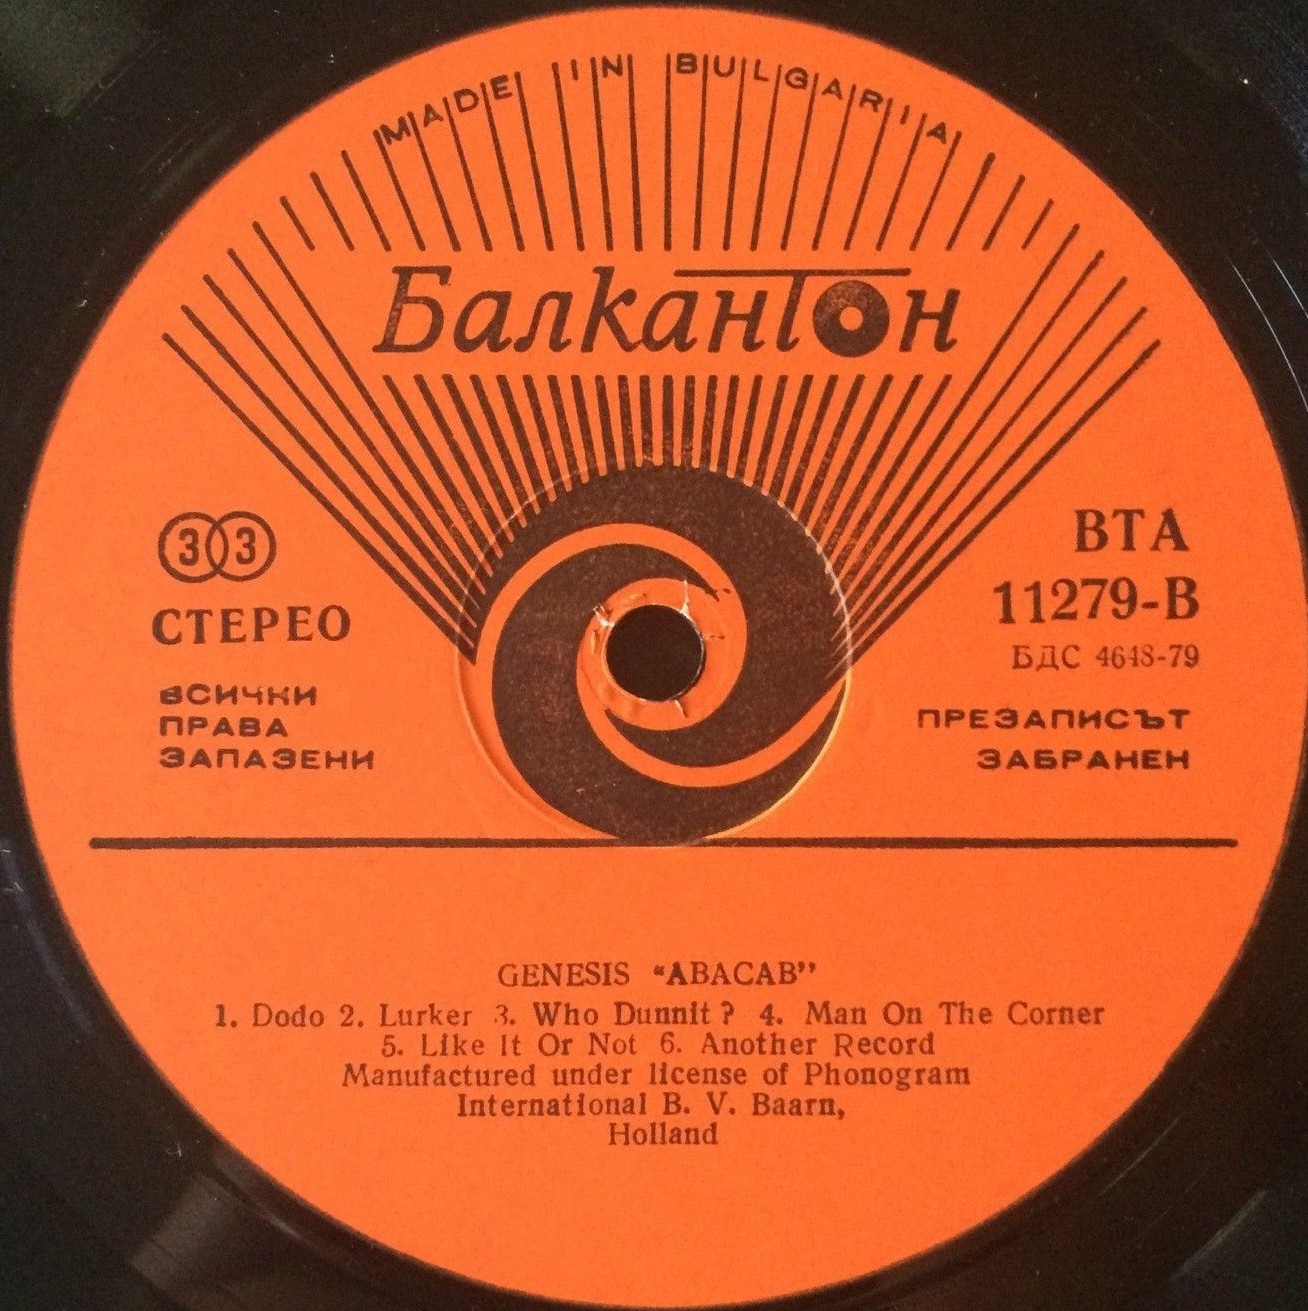 MADE IN BULGARIA
Балкантон
33
СТЕРЕО
ВСИЧКИ
ПРАВА
ЗАПАЗЕНИ
ВТА
11279-В
БДС 4648-79
ПРЕЗАПИСЪТ
ЗАБРАНЕН
GENESIS “ABACAB”
1. Dodo 2. Lurker 3. Who Dunnit? 4. Man On The Corner
5. Like It Or Not 6. Another Record
Manufactured under license of Phonogram
International B. V. Baarn,
Holland